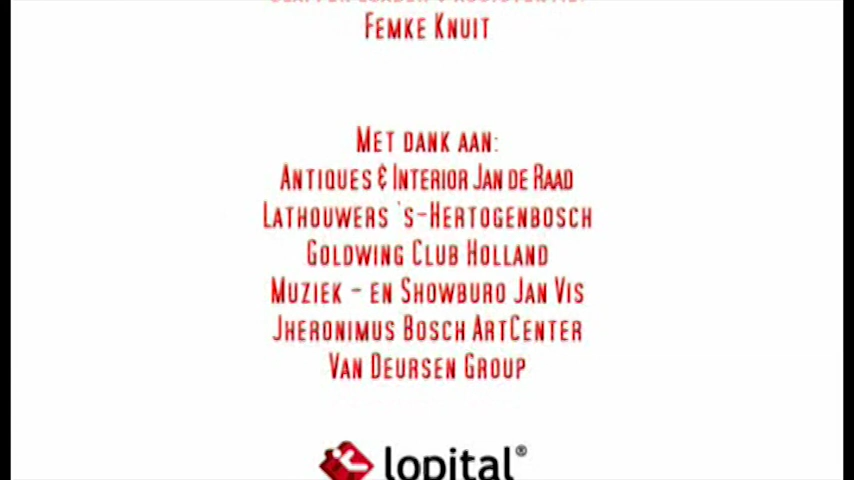 Femke Knuit
Met dank aan:
Antiques & Interior Jan de Raad
Lathouwers 's-Hertogenbosch
Goldwing Club Holland
Muziek - en Showburo Jan Vis
Jheronimus Bosch ArtCenter
Van Deursen Group
lopital®